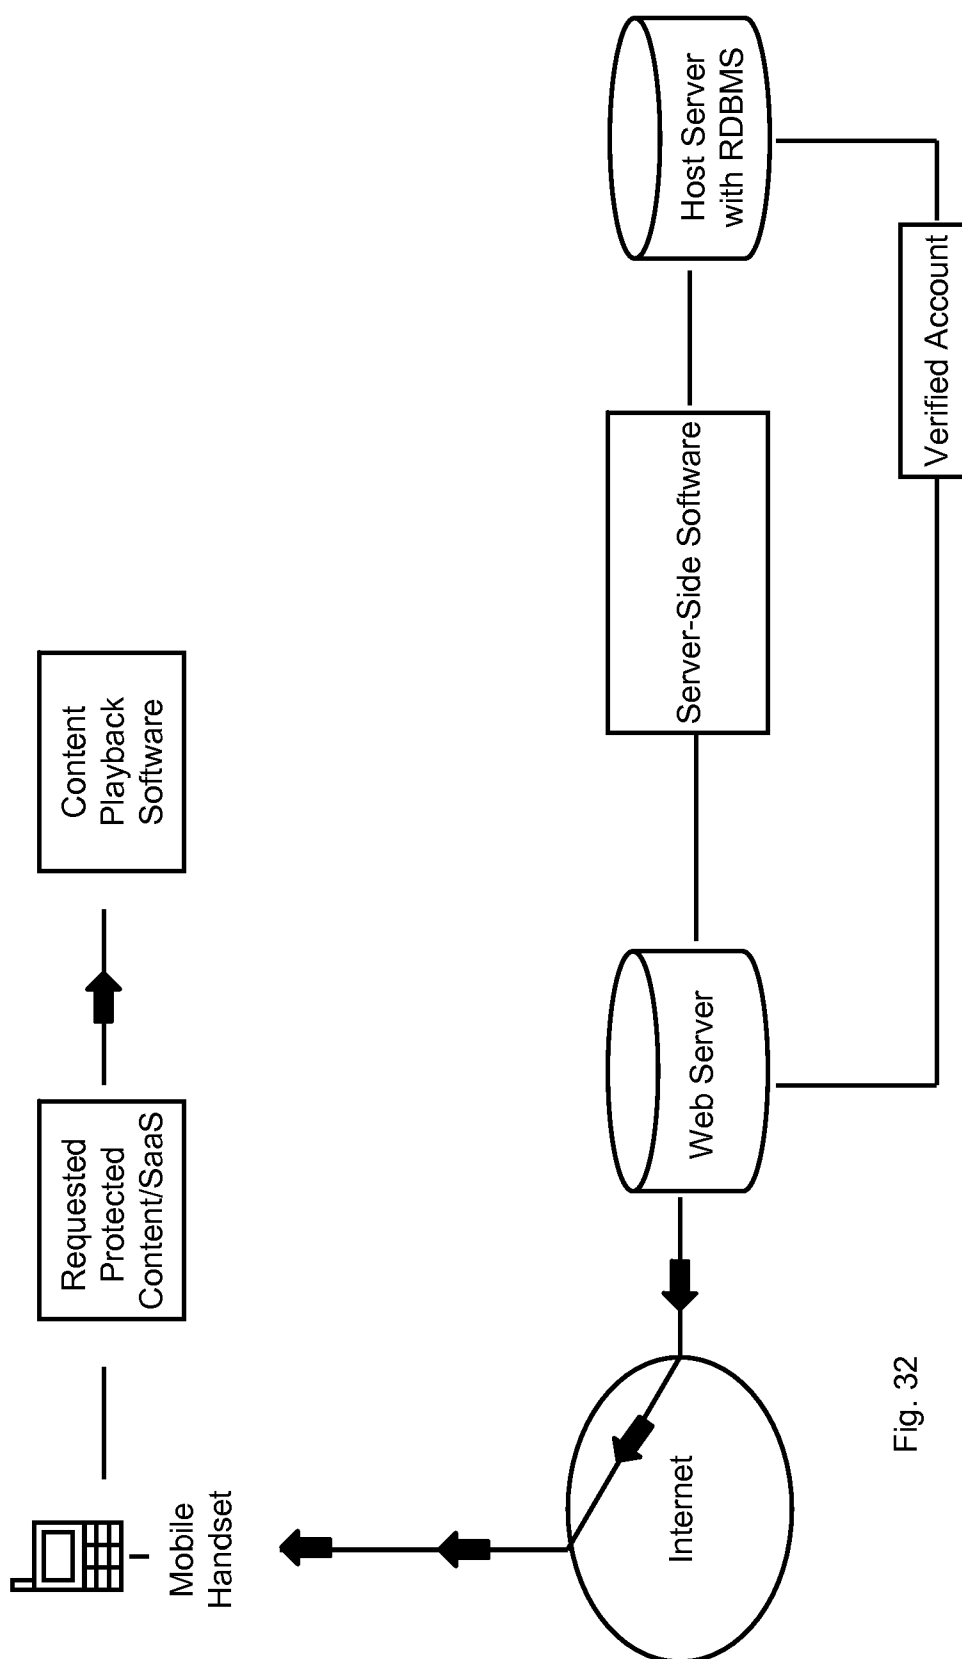 Mobile
Handset
Requested
Protected
Content/SaaS
Content
Playback
Software
Internet
Web Server
Server-Side Software
Host Server
with RDBMS
Verified Account
Fig. 32